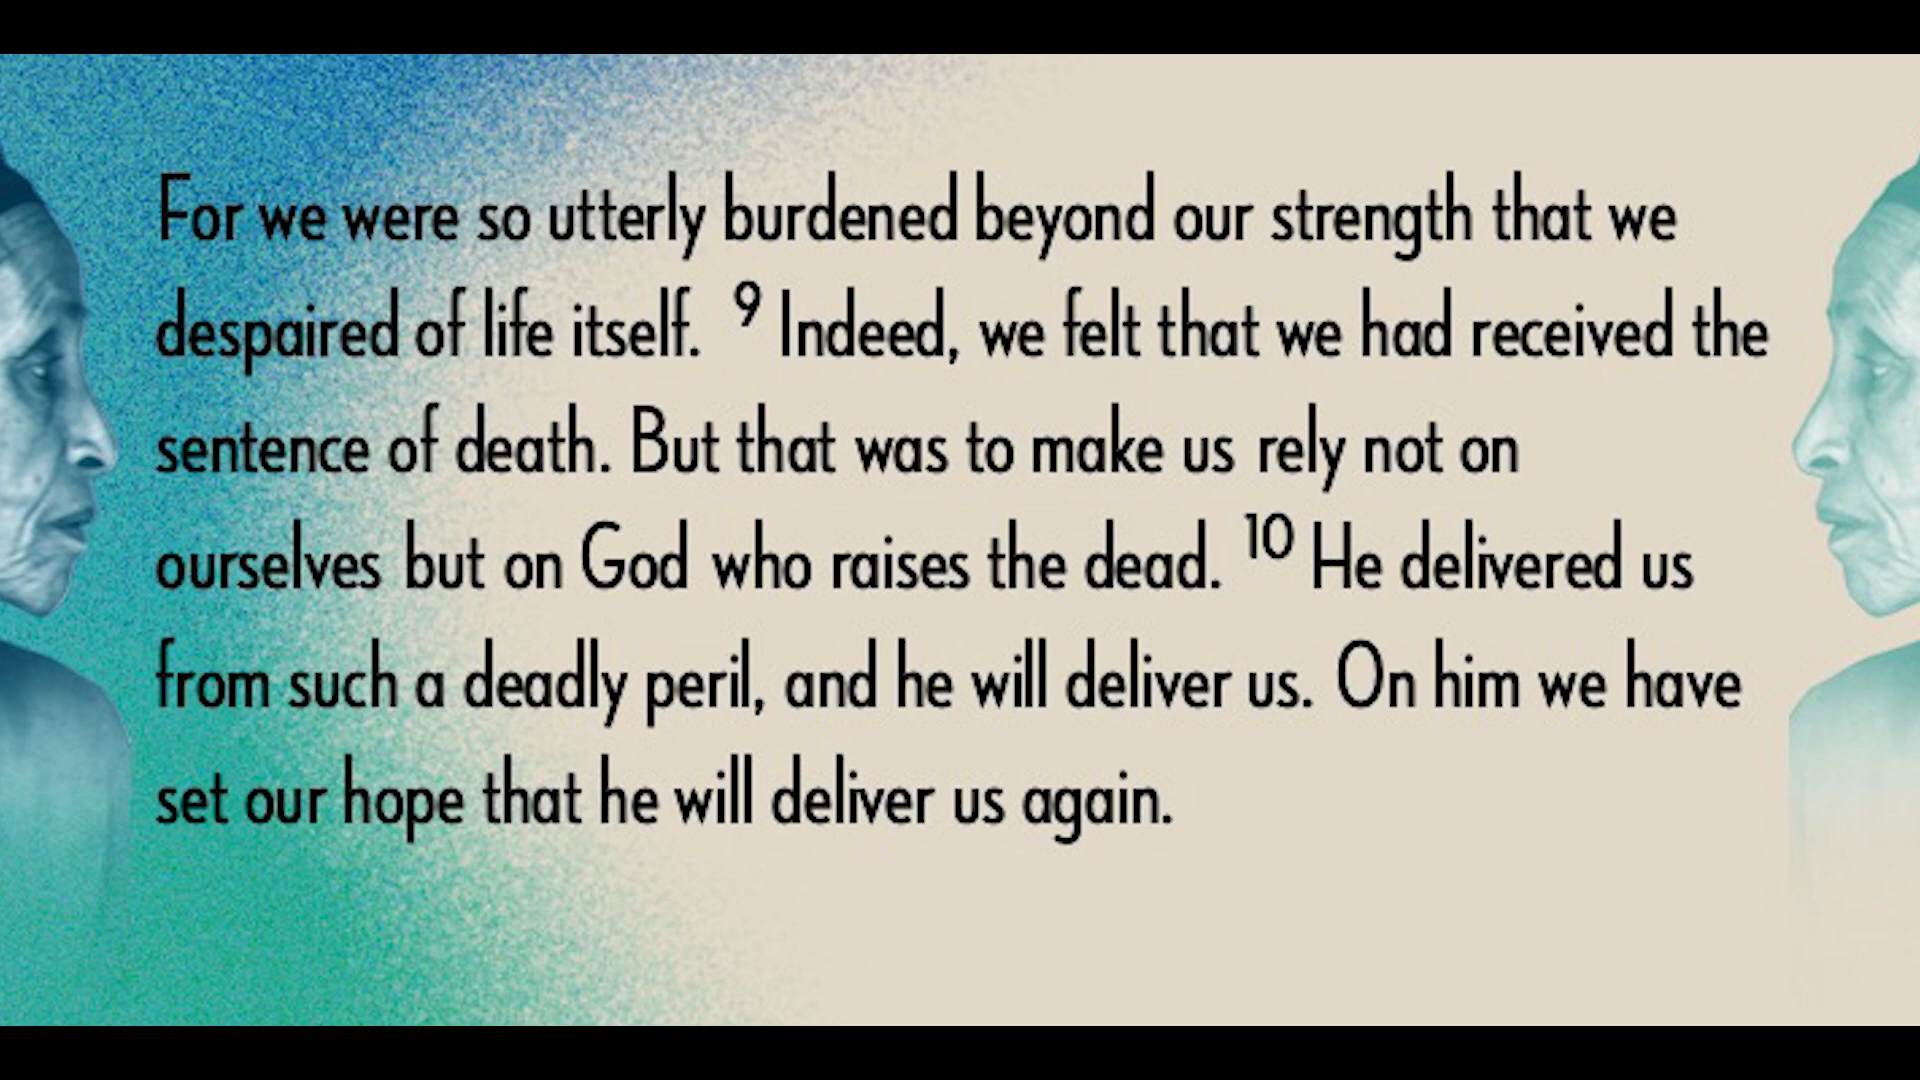 For we were so utterly burdened beyond our strength that we
despaired of life itself. ⁹ Indeed, we felt that we had received the
sentence of death. But that was to make us rely not on
ourselves but on God who raises the dead. ¹⁰ He delivered us
from such a deadly peril, and he will deliver us. On him we have
set our hope that he will deliver us again.